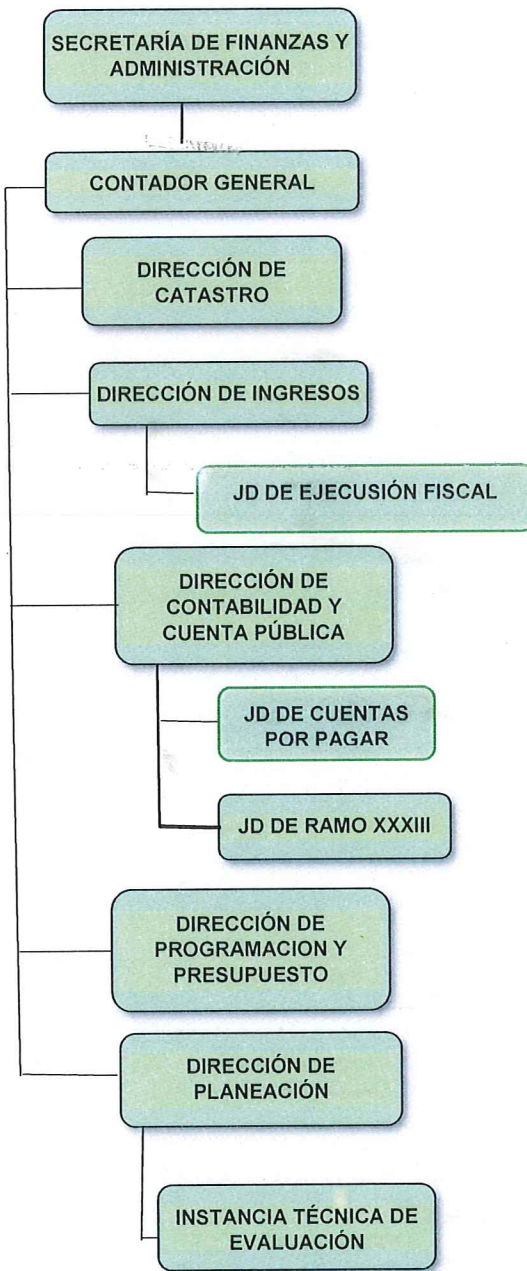 SECRETARÍA DE FINANZAS Y
ADMINISTRACIÓN
CONTADOR GENERAL
DIRECCIÓN DE
CATASTRO
DIRECCIÓN DE INGRESOS
JD DE EJECUSIÓN FISCAL
DIRECCIÓN DE
CONTABILIDAD Y
CUENTA PÚBLICA
JD DE CUENTAS
POR PAGAR
JD DE RAMO XXXIII
DIRECCIÓN DE
PROGRAMACION Y
PRESUPUESTO
DIRECCIÓN DE
PLANEACIÓN
INSTANCIA TÉCNICA DE
EVALUACIÓN